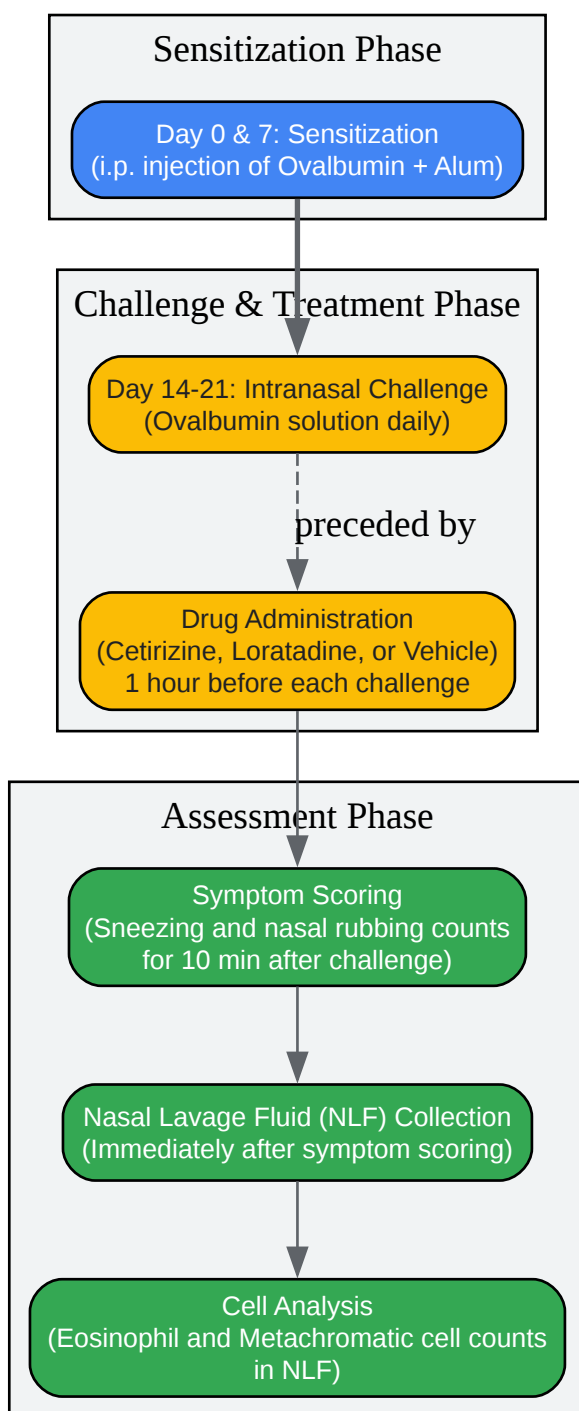 Sensitization Phase
Day 0 & 7: Sensitization
(i.p. injection of Ovalbumin + Alum)
Challenge & Treatment Phase
Day 14-21: Intranasal Challenge
(Ovalbumin solution daily)
preceded by
Drug Administration
(Cetirizine, Loratadine, or Vehicle)
1 hour before each challenge
Assessment Phase
Symptom Scoring
(Sneezing and nasal rubbing counts
for 10 min after challenge)
Nasal Lavage Fluid (NLF) Collection
(Immediately after symptom scoring)
Cell Analysis
(Eosinophil and Metachromatic cell counts
in NLF)